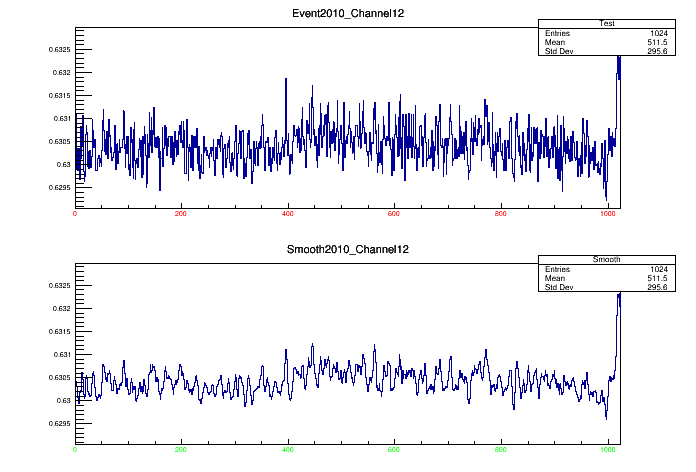 Event2010_Channel12
Test
Entries 1024
Mean 511.5
Std Dev 295.6
0.6325
0.632
0.6315
0.631
0.6305
0.63
0.6295
0 200 400 600 800 1000
Smooth2010_Channel12
Smooth
Entries 1024
Mean 511.5
Std Dev 295.6
0.6325
0.632
0.6315
0.631
0.6305
0.63
0.6295
0 200 400 600 800 1000